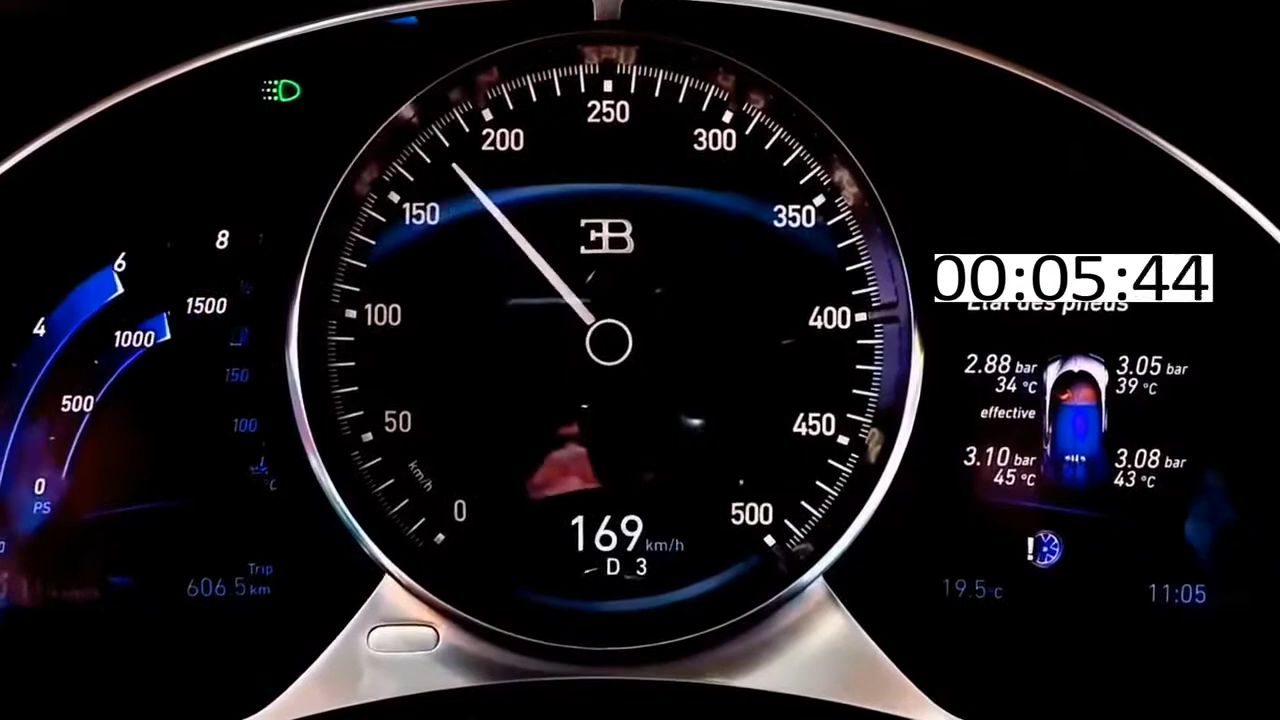 250
200
300
150
350
100
400
50
450
km/h
0
500
EB
169 km/h
D 3
8
6
4
1500
1000
500
0
PS
150
100
°C
Trip
606.5 km
00:05:44
État des pneus
2.88 bar
34 °C
3.05 bar
39 °C
effective
3.10 bar
45 °C
3.08 bar
43 °C
19.5°C
11:05